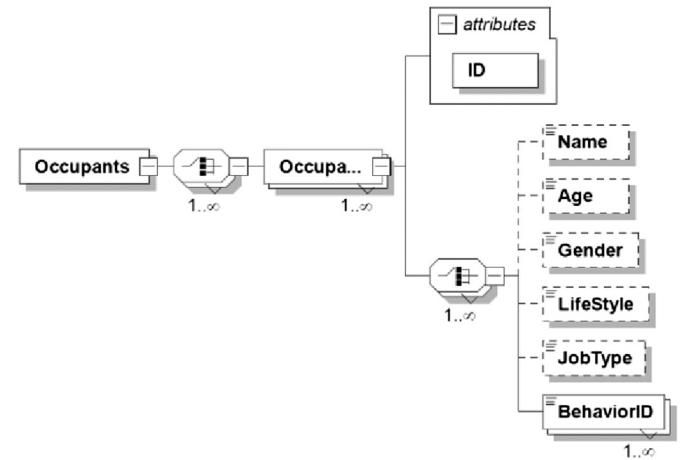 attributes
ID
Occupants
1..∞
Occupa...
1..∞
1..∞
Name
Age
Gender
LifeStyle
JobType
BehaviorID
1..∞